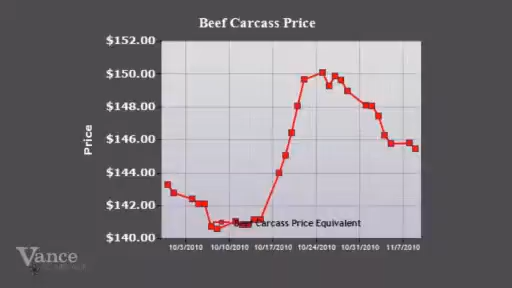 Beef Carcass Price
$152.00
$150.00
$148.00
$146.00
$144.00
$142.00
$140.00
Price
Beef Carcass Price Equivalent
10/3/2010 10/10/2010 10/17/2010 10/24/2010 10/31/2010 11/7/2010
Vance